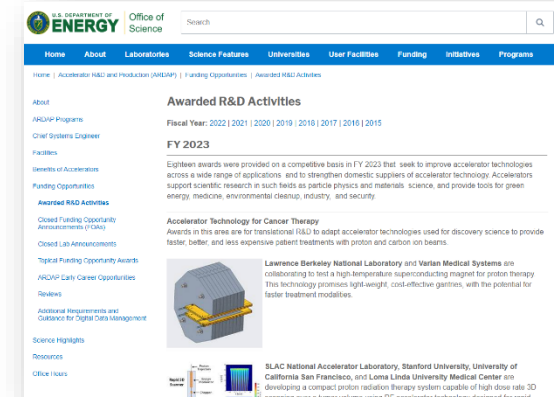 U.S. DEPARTMENT OF
ENERGY
Office of
Science
Search
Home About Laboratories Science Features Universities User Facilities Funding Initiatives Programs
Home | Accelerator R&D and Production (ARDAP) | Funding Opportunities | Awarded R&D Activities
About
ARDAP Programs
Chief Systems Engineer
Facilities
Benefits of Accelerators
Funding Opportunities
Awarded R&D Activities
Closed Funding Opportunity
Announcements (FOAs)
Closed Lab Announcements
Topical Funding Opportunity Awards
ARDAP Early Career Opportunities
Reviews
Additional Requirements and
Guidance for Digital Data Management
Science Highlights
Resources
Office Hours
Awarded R&D Activities
Fiscal Year: 2022 | 2021 | 2020 | 2019 | 2018 | 2017 | 2016 | 2015
FY 2023
Eighteen awards were provided on a competitive basis in FY 2023 that seek to improve accelerator technologies
across a wide range of applications and to strengthen domestic suppliers of accelerator technology. Accelerators
support scientific research in such fields as particle physics and materials science, and provide tools for green
energy, medicine, environmental cleanup, industry, and security.
Accelerator Technology for Cancer Therapy
Awards in this area are for translational R&D to adapt accelerator technologies used for discovery science to provide
faster, better, and less expensive patient treatments with proton and carbon ion beams.
Lawrence Berkeley National Laboratory and Varian Medical Systems are
collaborating to test a high-temperature superconducting magnet for proton therapy
This technology promises light-weight, cost-effective gantries, with the potential for
faster treatment modalities.
SLAC National Accelerator Laboratory, Stanford University, University of
California San Francisco, and Loma Linda University Medical Center are
developing a compact proton radiation therapy system capable of high dose rate 3D